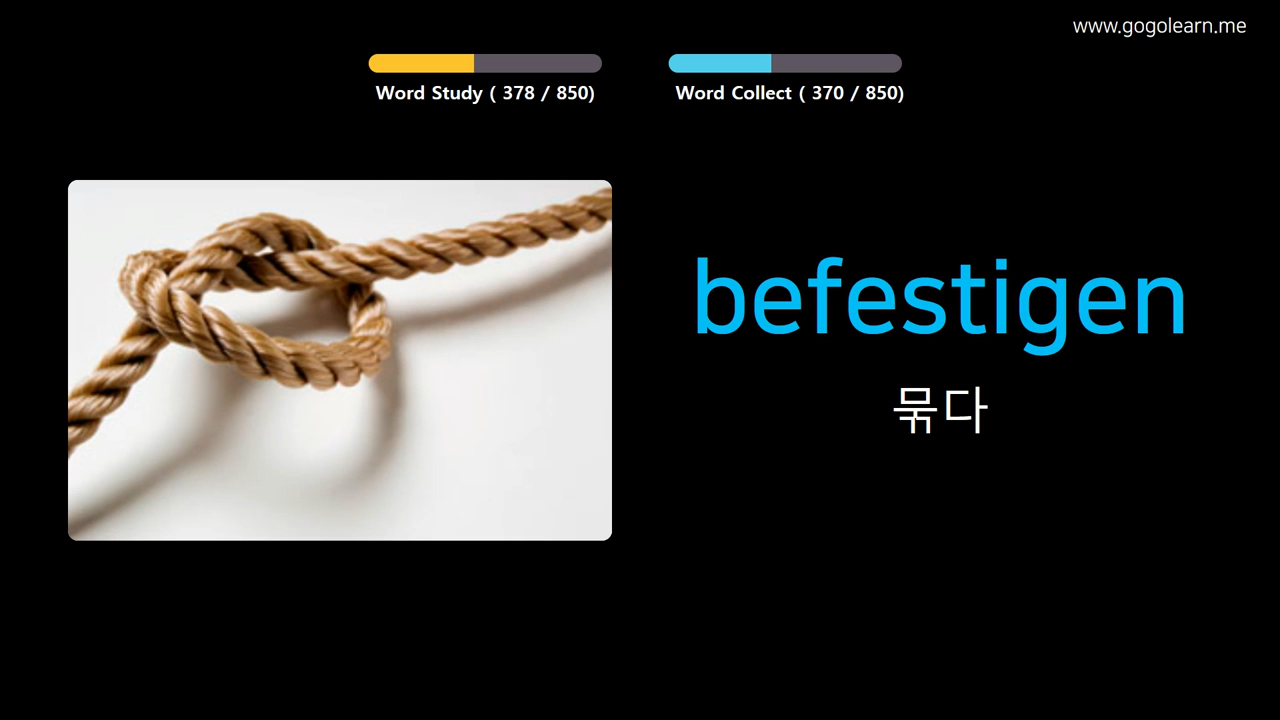 www.gogolearn.me
Word Study ( 378 / 850)
Word Collect ( 370 / 850)
befestigen
묶다